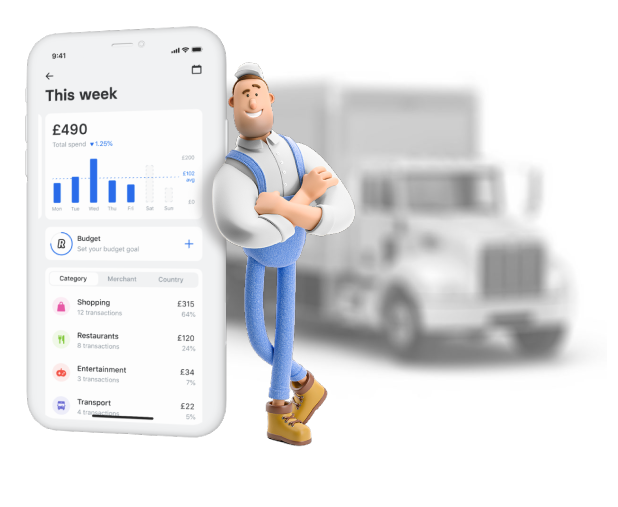 9:41
This week
£490
Total spend ▼1.25%
£200
£102
avg
£0
Mon Tue Wed Thu Fri Sat Sun
Budget
Set your budget goal
Category Merchant Country
Shopping £315
12 transactions 64%
Restaurants £120
8 transactions 24%
Entertainment £34
3 transactions 7%
Transport £22
4 transactions 5%